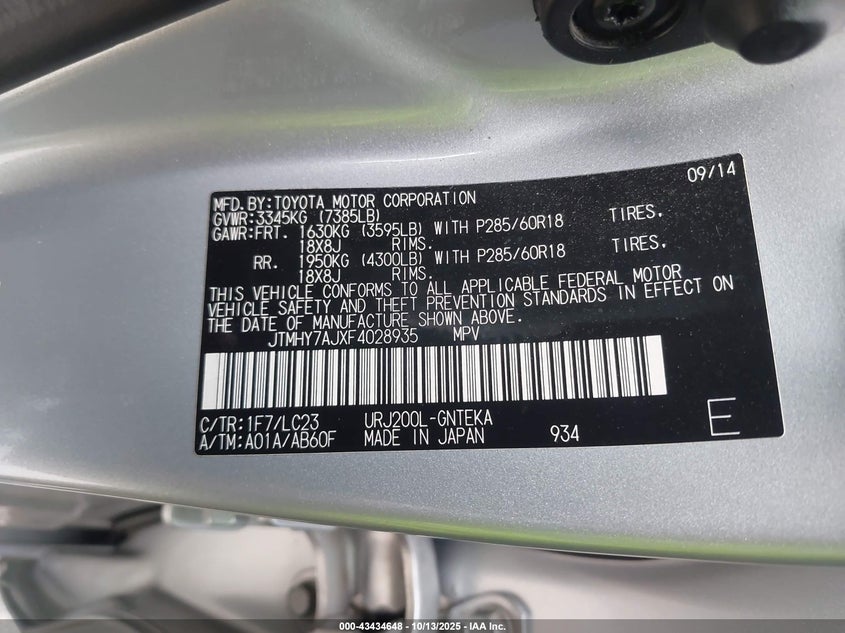 09/14
MFD.BY:TOYOTA MOTOR CORPORATION
GVWR:3345KG (7385LB)
GAWR:FRT. 1630KG (3595LB) WITH P285/60R18 TIRES.
18X8J RIMS.
RR. 1950KG (4300LB) WITH P285/60R18 TIRES.
18X8J RIMS.
THIS VEHICLE CONFORMS TO ALL APPLICABLE FEDERAL MOTOR
VEHICLE SAFETY AND THEFT PREVENTION STANDARDS IN EFFECT ON
THE DATE OF MANUFACTURE SHOWN ABOVE.
JTMHY7AJXF4028935 MPV
C/TR:1F7/LC23 URJ200L-GNTEKA
A/TM:A01A/AB60F MADE IN JAPAN 934 E
000-43434648 - 10/13/2025 - IAA Inc.